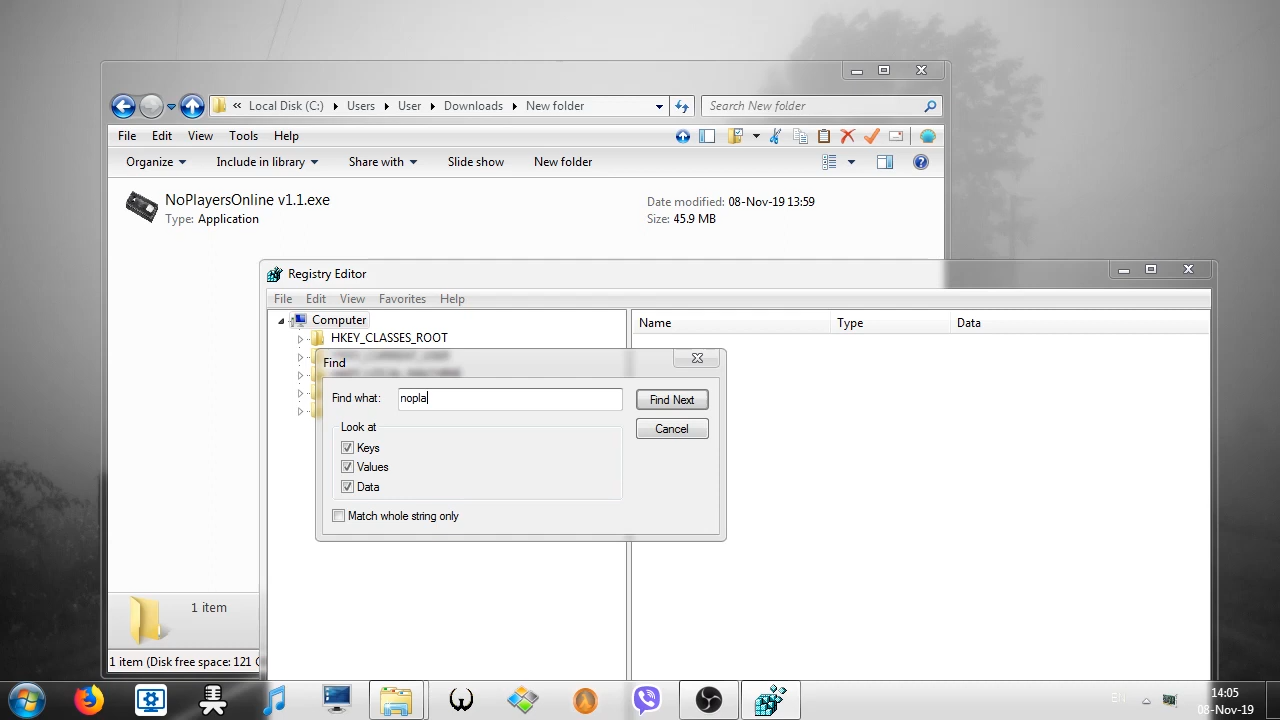 « Local Disk (C:) Users User Downloads New folder
Search New folder
File Edit View Tools Help
Organize Include in library Share with Slide show New folder
NoPlayersOnline v1.1.exe
Type: Application
Date modified: 08-Nov-19 13:59
Size: 45.9 MB
Registry Editor
File Edit View Favorites Help
Computer
HKEY_CLASSES_ROOT
Name Type Data
Find
Find what: nopla
Find Next
Look at
Cancel
Keys
Values
Data
Match whole string only
1 item
1 item (Disk free space: 121
EN
14:05
08-Nov-19